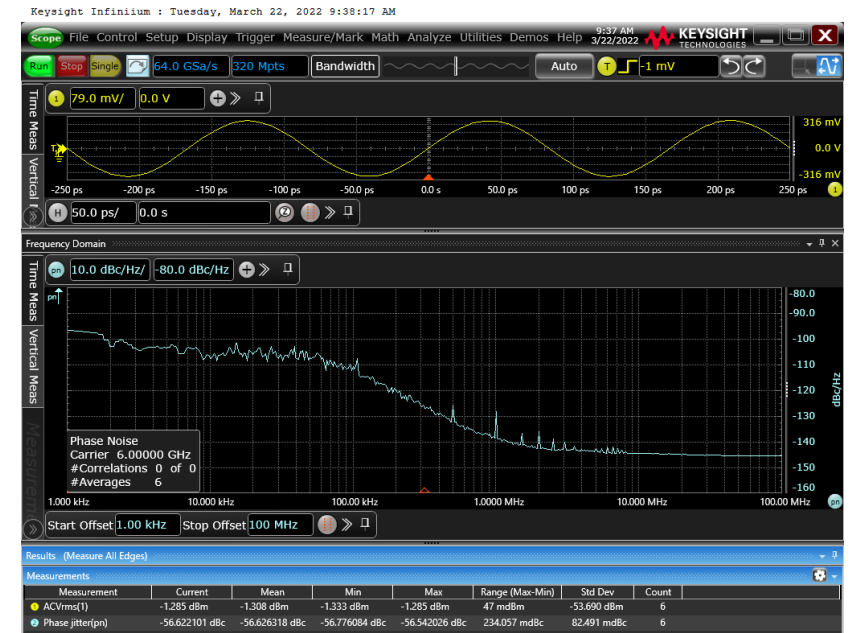 Keysight Infiniium : Tuesday, March 22, 2022 9:38:17 AM
Scope File Control Setup Display Trigger Measure/Mark Math Analyze Utilities Demos Help 9:37 AM 3/22/2022 KEYSIGHT TECHNOLOGIES
Run Stop Single 64.0 GSa/s 320 Mpts Bandwidth Auto T -1 mV
Time Meas
Vertical
1 79.0 mV/ 0.0 V
316 mV
0.0 V
-316 mV
-250 ps -200 ps -150 ps -100 ps -50.0 ps 0.0 s 50.0 ps 100 ps 150 ps 200 ps 250 ps 1
H 50.0 ps/ 0.0 s
Frequency Domain
Time Meas
Vertical Meas
Measurement
pn 10.0 dBc/Hz/ -80.0 dBc/Hz
pn
-80.0
-90.0
-100
-110
-120
-130
-140
-150
-160
dBc/Hz
Phase Noise
Carrier 6.00000 GHz
#Correlations 0 of 0
#Averages 6
1.000 kHz 10.000 kHz 100.00 kHz 1.0000 MHz 10.000 MHz 100.00 MHz pn
Start Offset 1.00 kHz Stop Offset 100 MHz
Results (Measure All Edges)
Measurements
Measurement Current Mean Min Max Range (Max-Min) Std Dev Count
1 ACVrms(1) -1.285 dBm -1.308 dBm -1.333 dBm -1.285 dBm 47 mdBm -53.690 dBm 6
2 Phase jitter(pn) -56.622101 dBc -56.626318 dBc -56.776084 dBc -56.542026 dBc 234.057 mdBc 82.491 mdBc 6